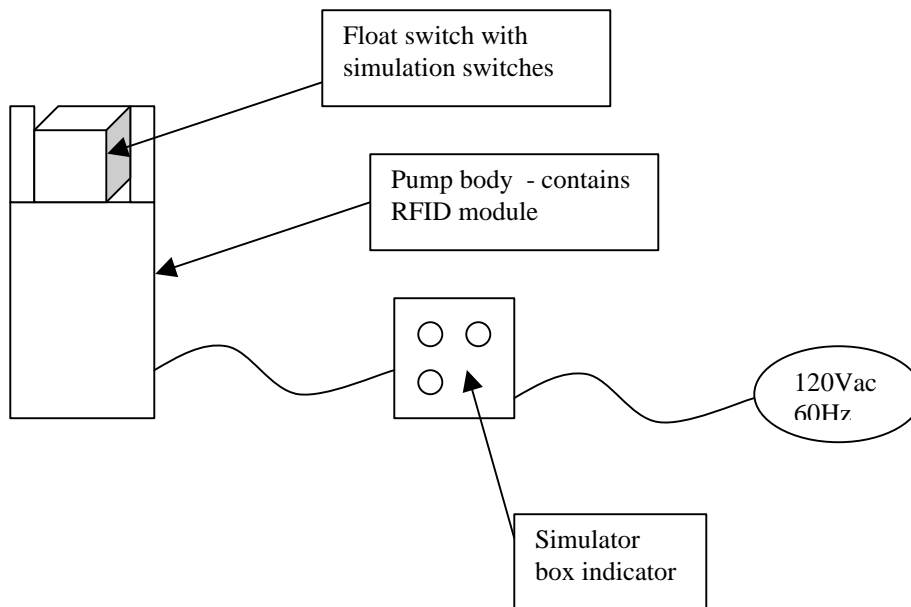 Float switch with
simulation switches
Pump body - contains
RFID module
120Vac
60Hz
Simulator
box indicator